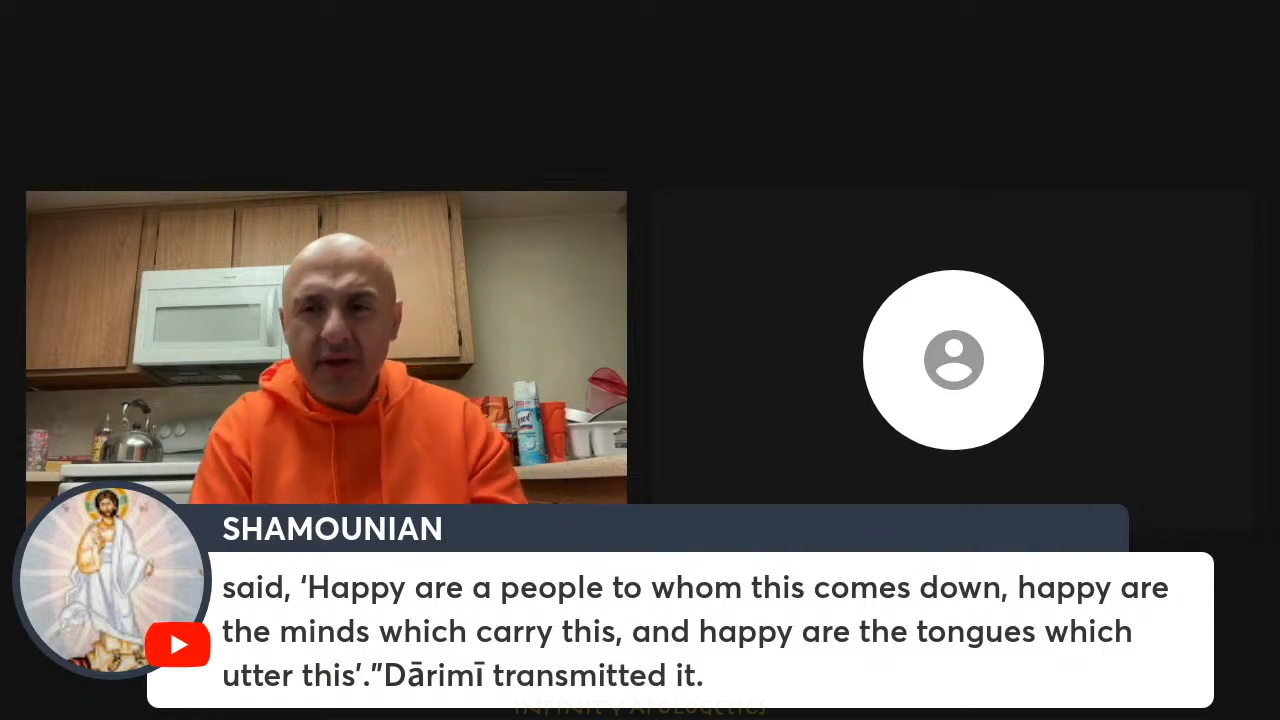 SHAMOUNIAN
said, ‘Happy are a people to whom this comes down, happy are
the minds which carry this, and happy are the tongues which
utter this’.”Dārimī transmitted it.